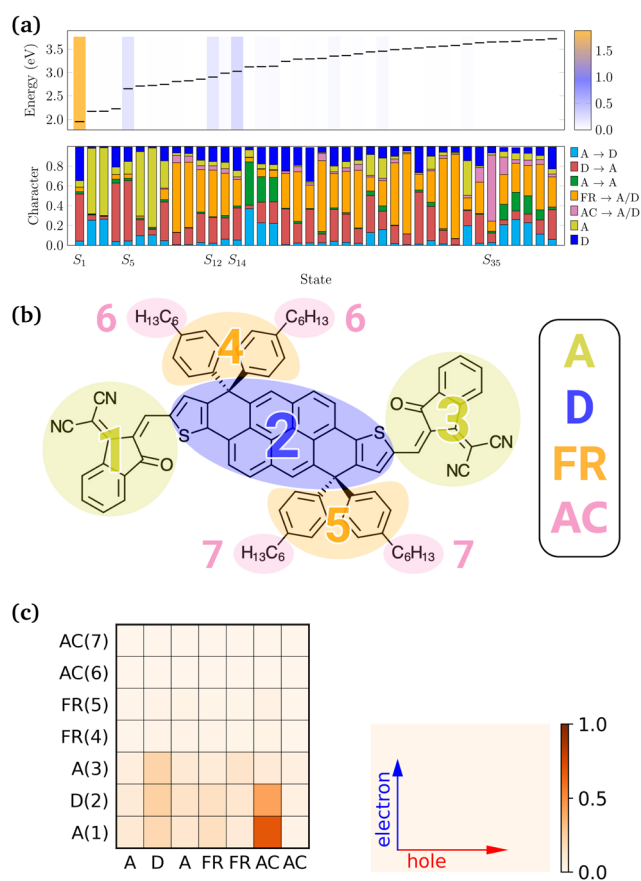 (a)
Energy (eV)
3.5
3.0
2.0
1.5
1.0
0.5
0.0
Character
0.8
0.6
0.4
0.2
0.0
A → D
D → A
A → A
FR → A/D
AC → A/D
A
D
S1 S5 S12 S14 S35
State
(b)
6 H13C6 C6H13 6
4
NC CN
1 O S 2 S O 3
NC CN
5
7 H13C6 C6H13 7
A
D
FR
AC
(c)
AC(7)
AC(6)
FR(5)
FR(4)
A(3)
D(2)
A(1)
A D A FR FR AC AC
electron
hole
1.0
0.5
0.0